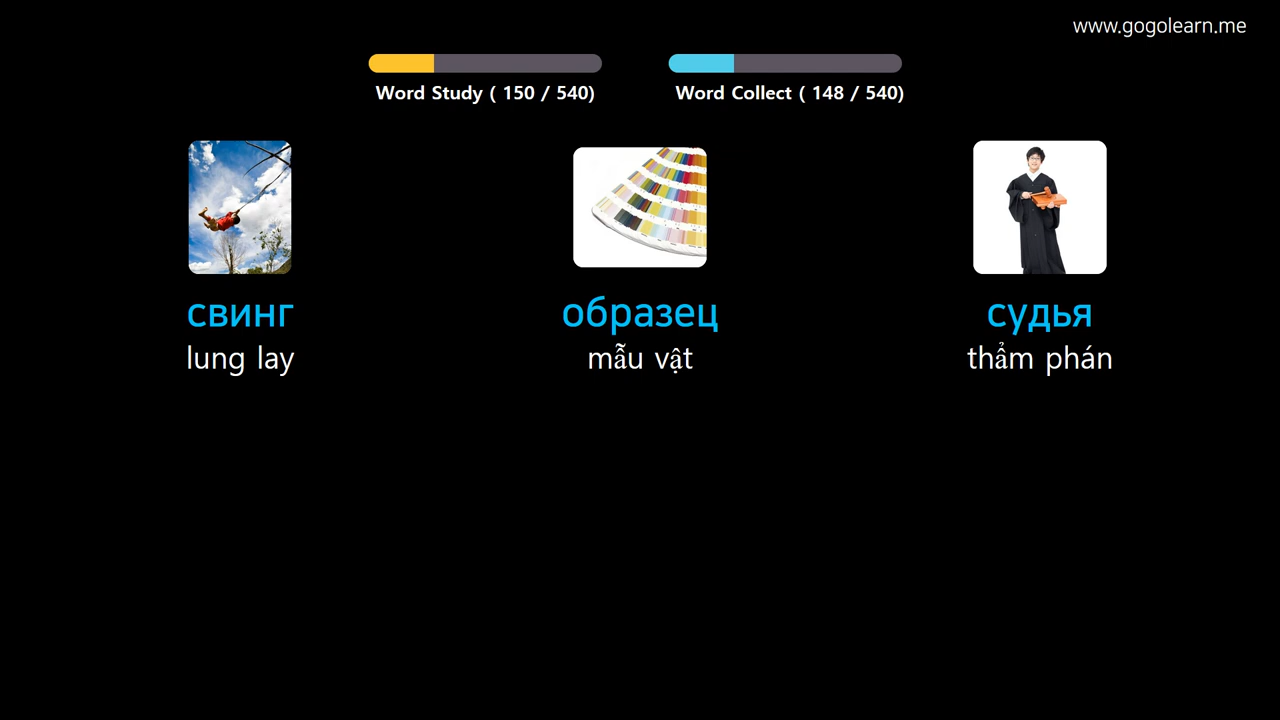 www.gogolearn.me
Word Study ( 150 / 540)
Word Collect ( 148 / 540)
свинг
lung lay
образец
mẫu vật
судья
thẩm phán